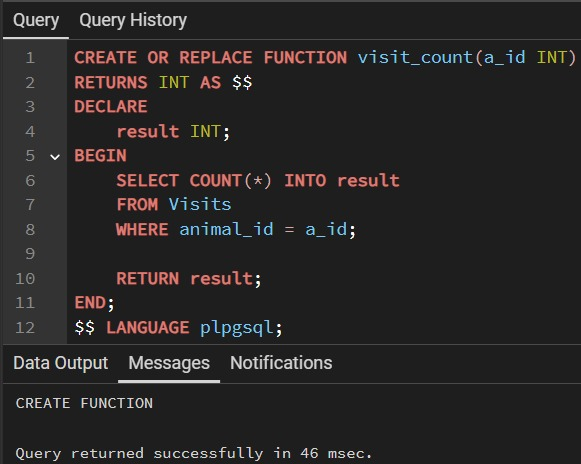 Query Query History
1 CREATE OR REPLACE FUNCTION visit_count(a_id INT)
2 RETURNS INT AS $$
3 DECLARE
4 result INT;
5 BEGIN
6 SELECT COUNT(*) INTO result
7 FROM Visits
8 WHERE animal_id = a_id;
9
10 RETURN result;
11 END;
12 $$ LANGUAGE plpgsql;
Data Output Messages Notifications
CREATE FUNCTION
Query returned successfully in 46 msec.